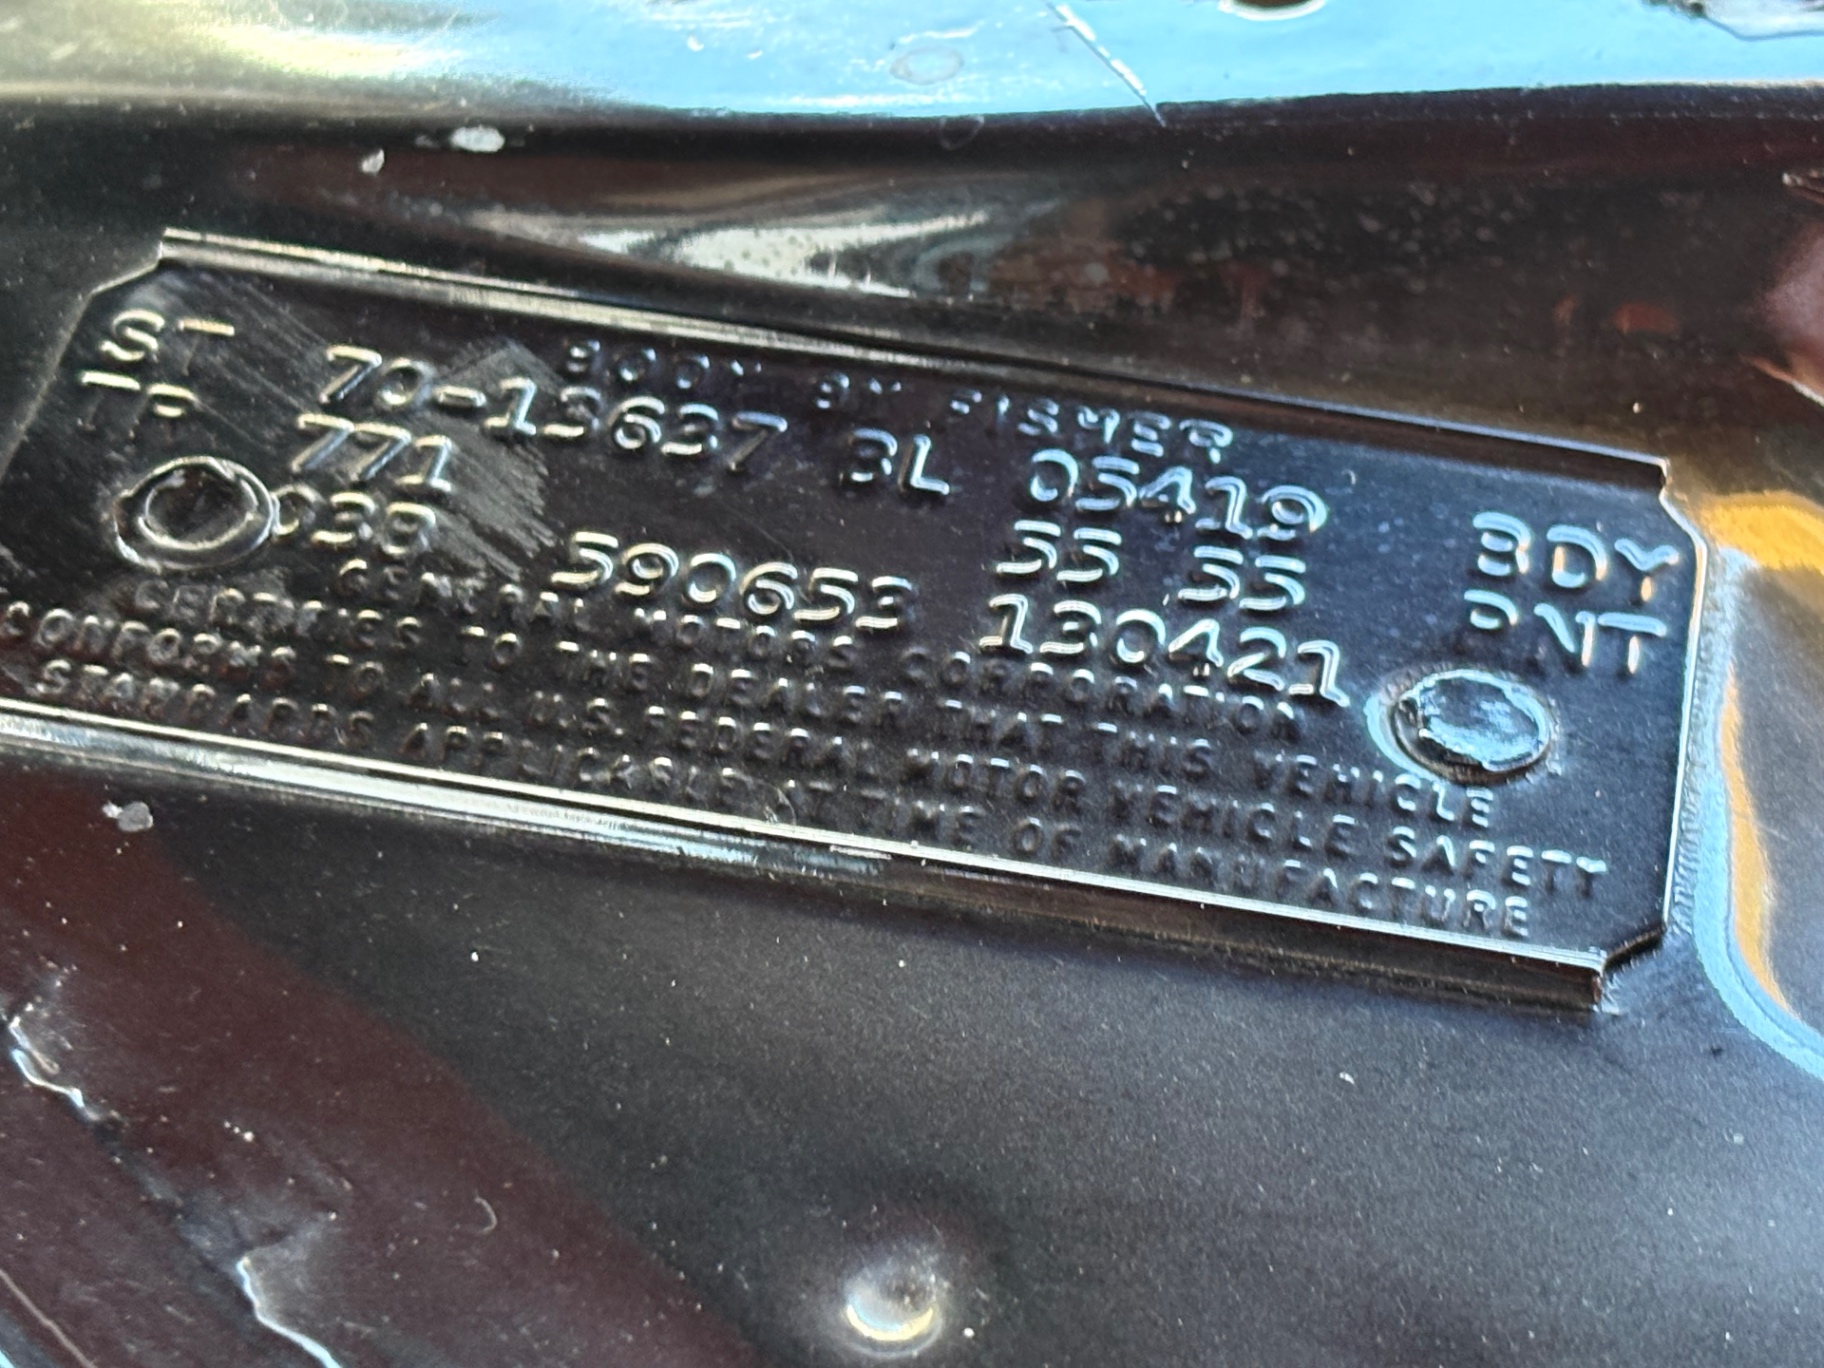 BODY BY FISHER
ST 70-13637 BL 05419 BDY
TR 771 55 55 PNT
038 590653 130421
GENERAL MOTORS CORPORATION
CERTIFIES TO THE DEALER THAT THIS VEHICLE
CONFORMS TO ALL U.S. FEDERAL MOTOR VEHICLE SAFETY
STANDARDS APPLICABLE AT TIME OF MANUFACTURE